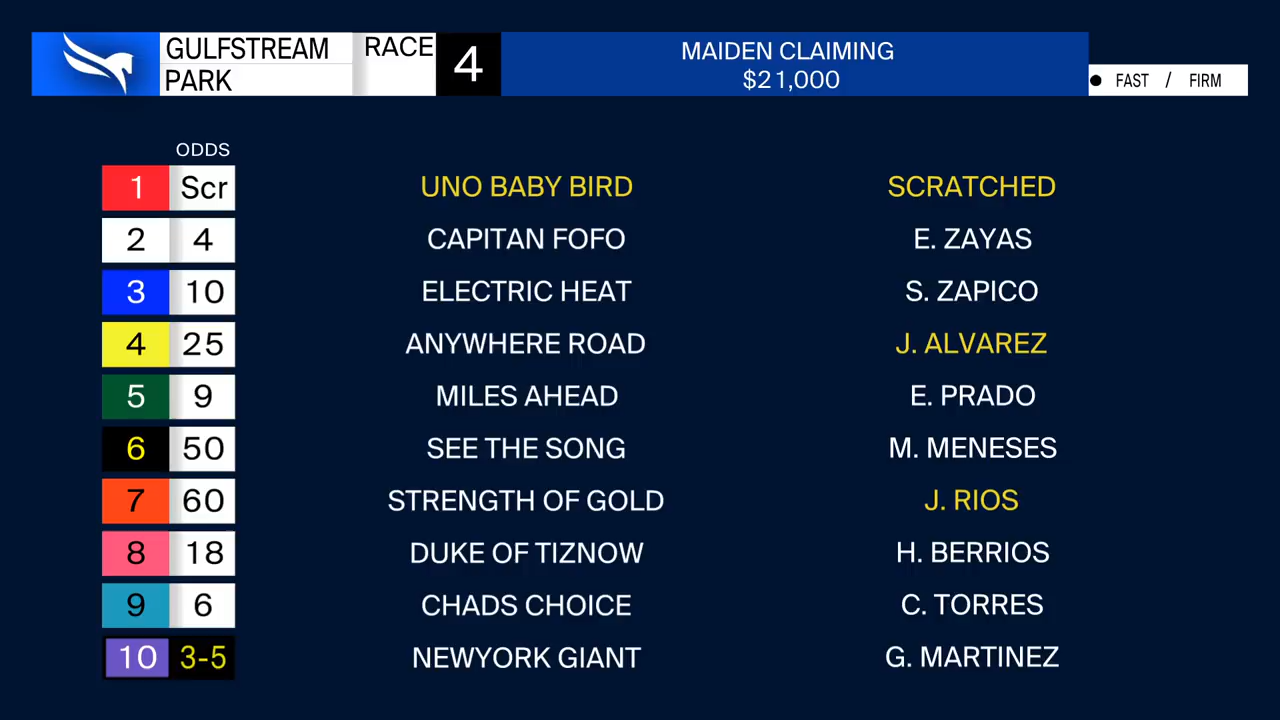 GULFSTREAM PARK RACE 4
MAIDEN CLAIMING
$21,000
FAST / FIRM
ODDS
1 Scr UNO BABY BIRD SCRATCHED
2 4 CAPITAN FOFO E. ZAYAS
3 10 ELECTRIC HEAT S. ZAPICO
4 25 ANYWHERE ROAD J. ALVAREZ
5 9 MILES AHEAD E. PRADO
6 50 SEE THE SONG M. MENESES
7 60 STRENGTH OF GOLD J. RIOS
8 18 DUKE OF TIZNOW H. BERRIOS
9 6 CHADS CHOICE C. TORRES
10 3-5 NEWYORK GIANT G. MARTINEZ